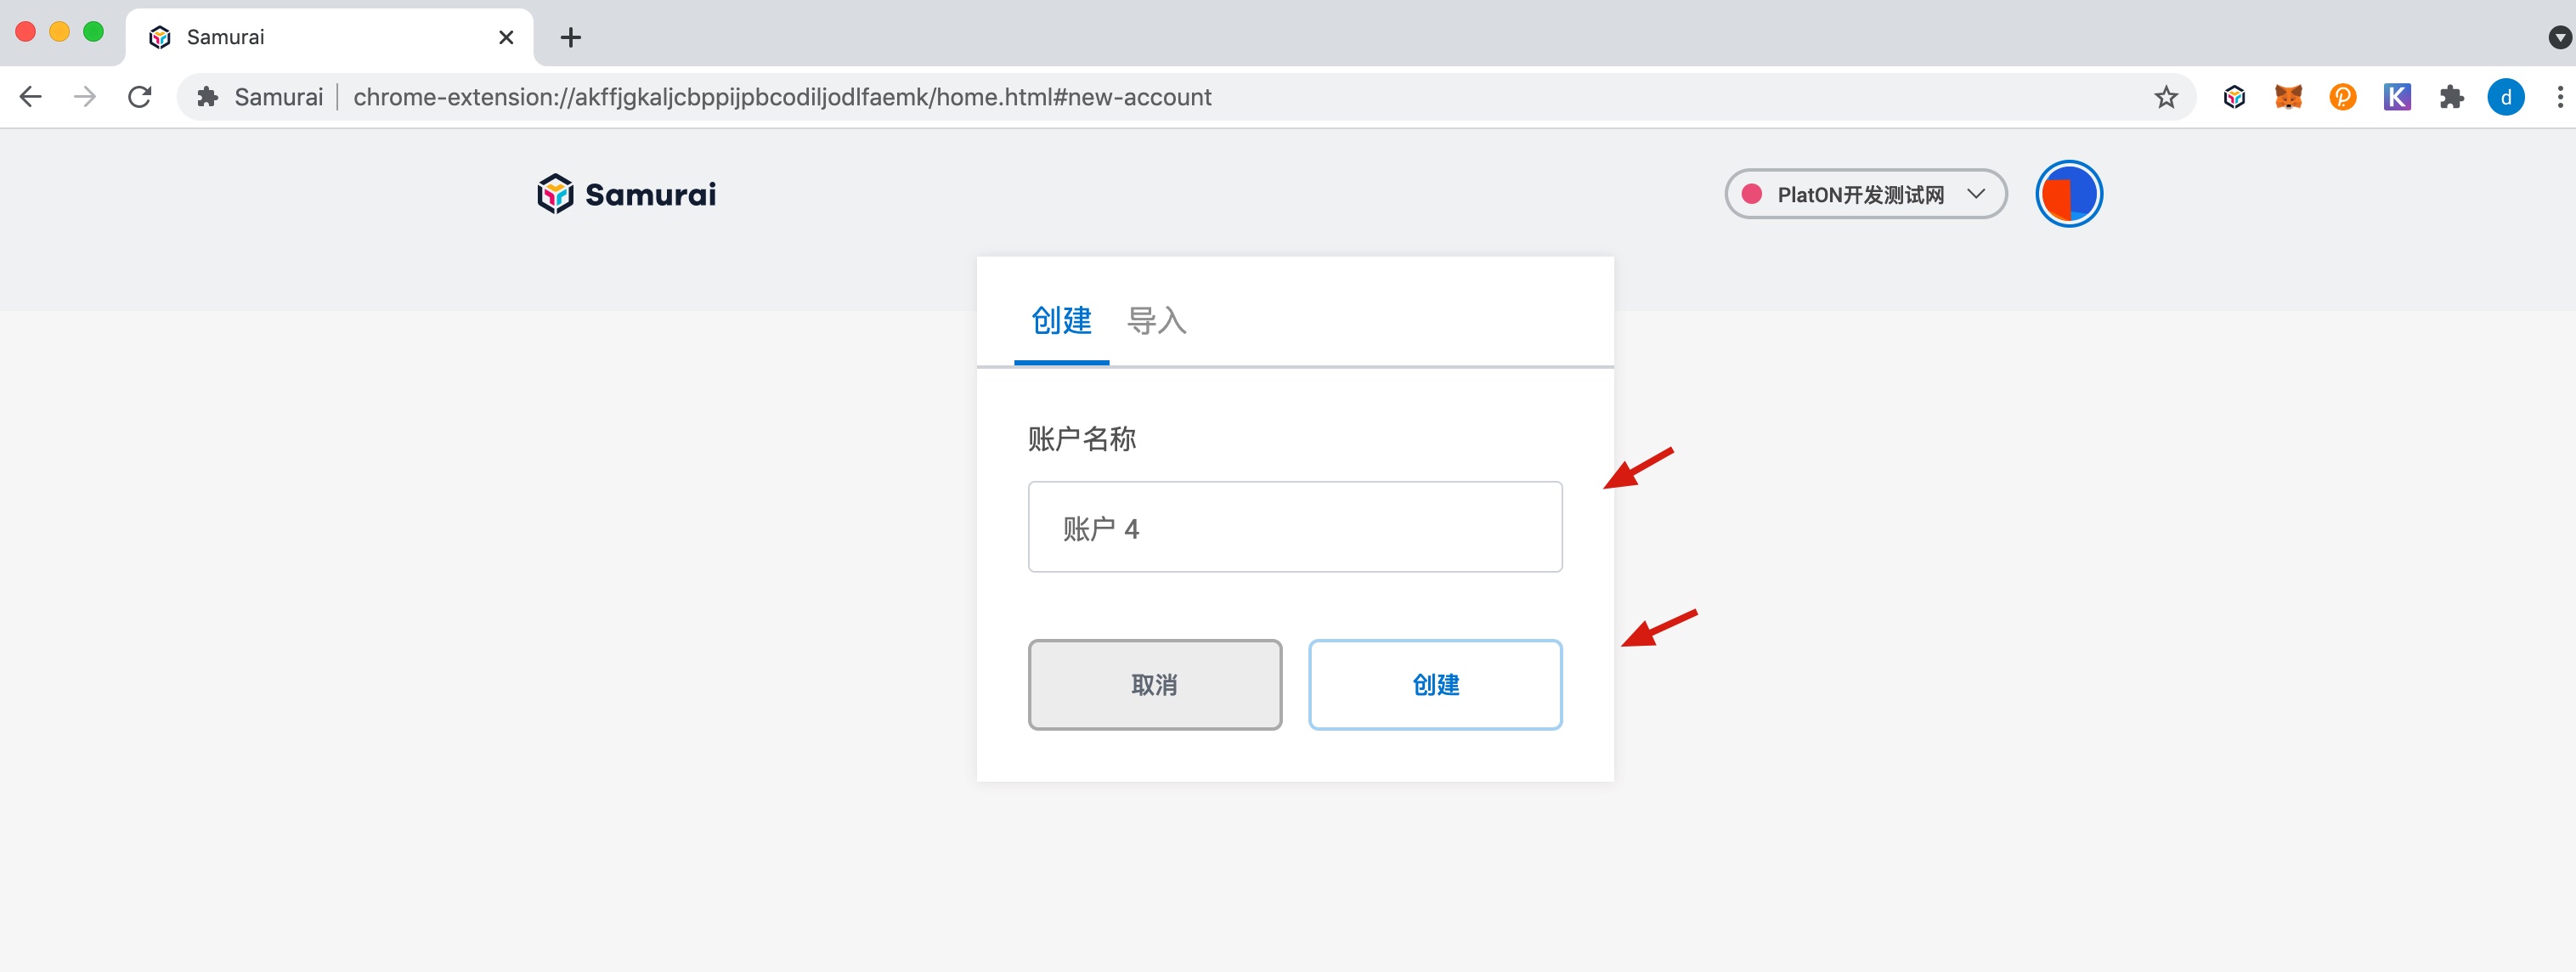 Samurai
Samurai chrome-extension://akffjgkaljcbppijpbcodiljodlfaemk/home.html#new-account
d
Samurai
PlatON开发测试网
创建 导入
账户名称
账户 4
取消 创建